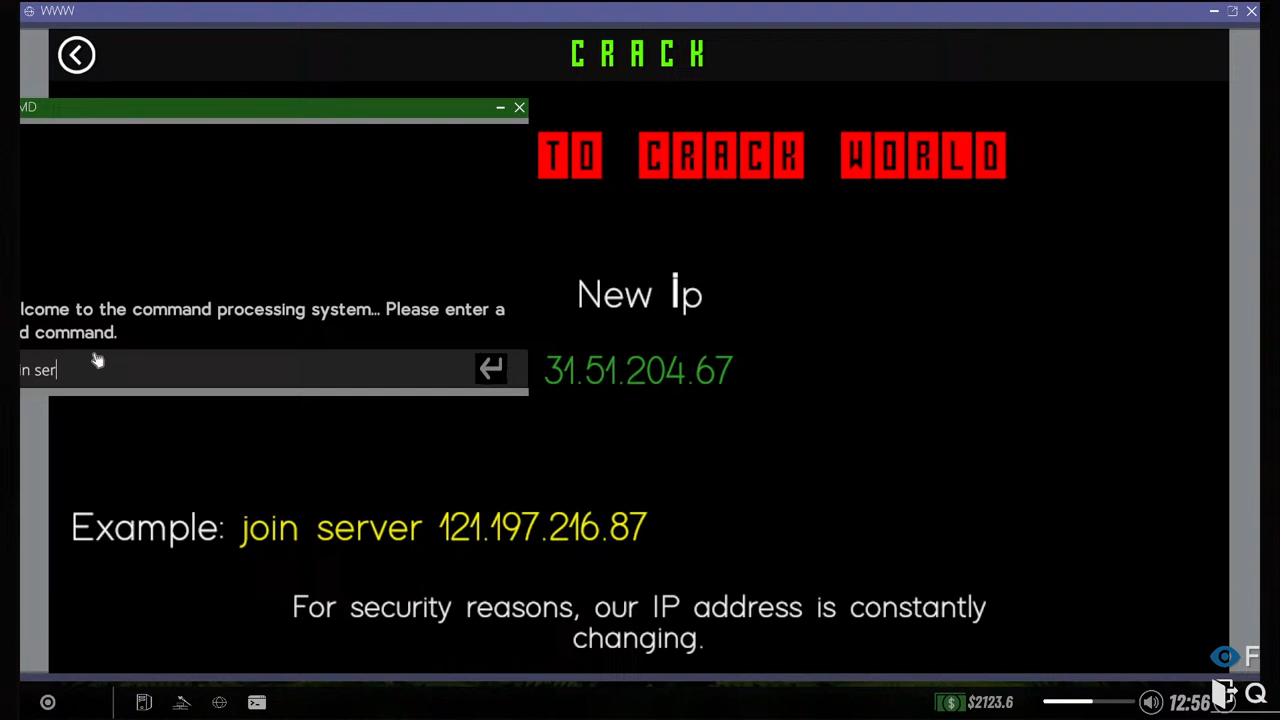 WWW
CRACK
MD
TO CRACK WORLD
New ip
lcome to the command processing system... Please enter a
d command.
in ser
31.51.204.67
Example: join server 121.197.216.87
For security reasons, our IP address is constantly
changing.
F
$2123.6
12:56
Q